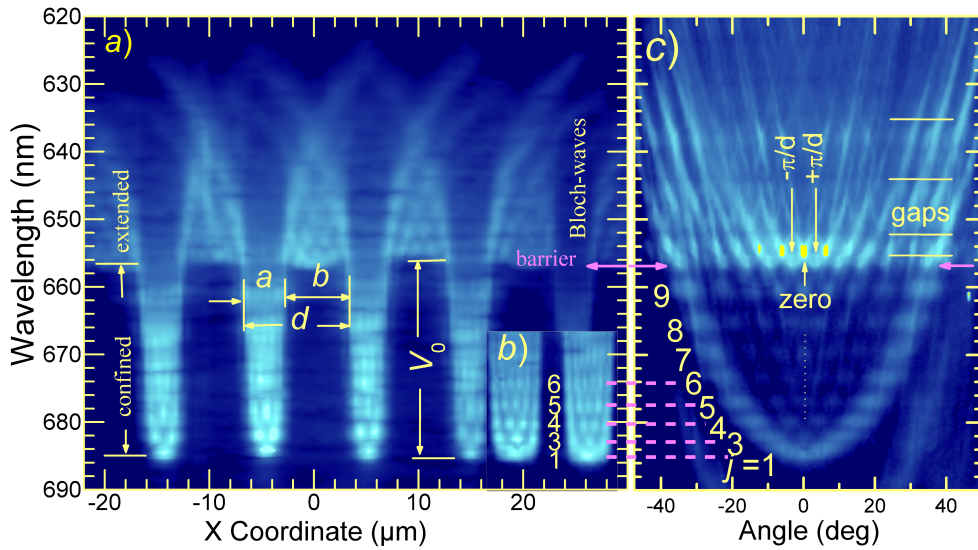 a)
Wavelength (nm)
620
630
640
650
660
670
680
690
extended
confined
a
b
d
V₀
Bloch-waves
barrier
b)
6
5
4
3
1
-20
-10
0
10
20
X Coordinate (µm)
c)
-π/d
+π/d
gaps
zero
9
8
7
6
5
4
3
j =1
-40
-20
0
20
40
Angle (deg)